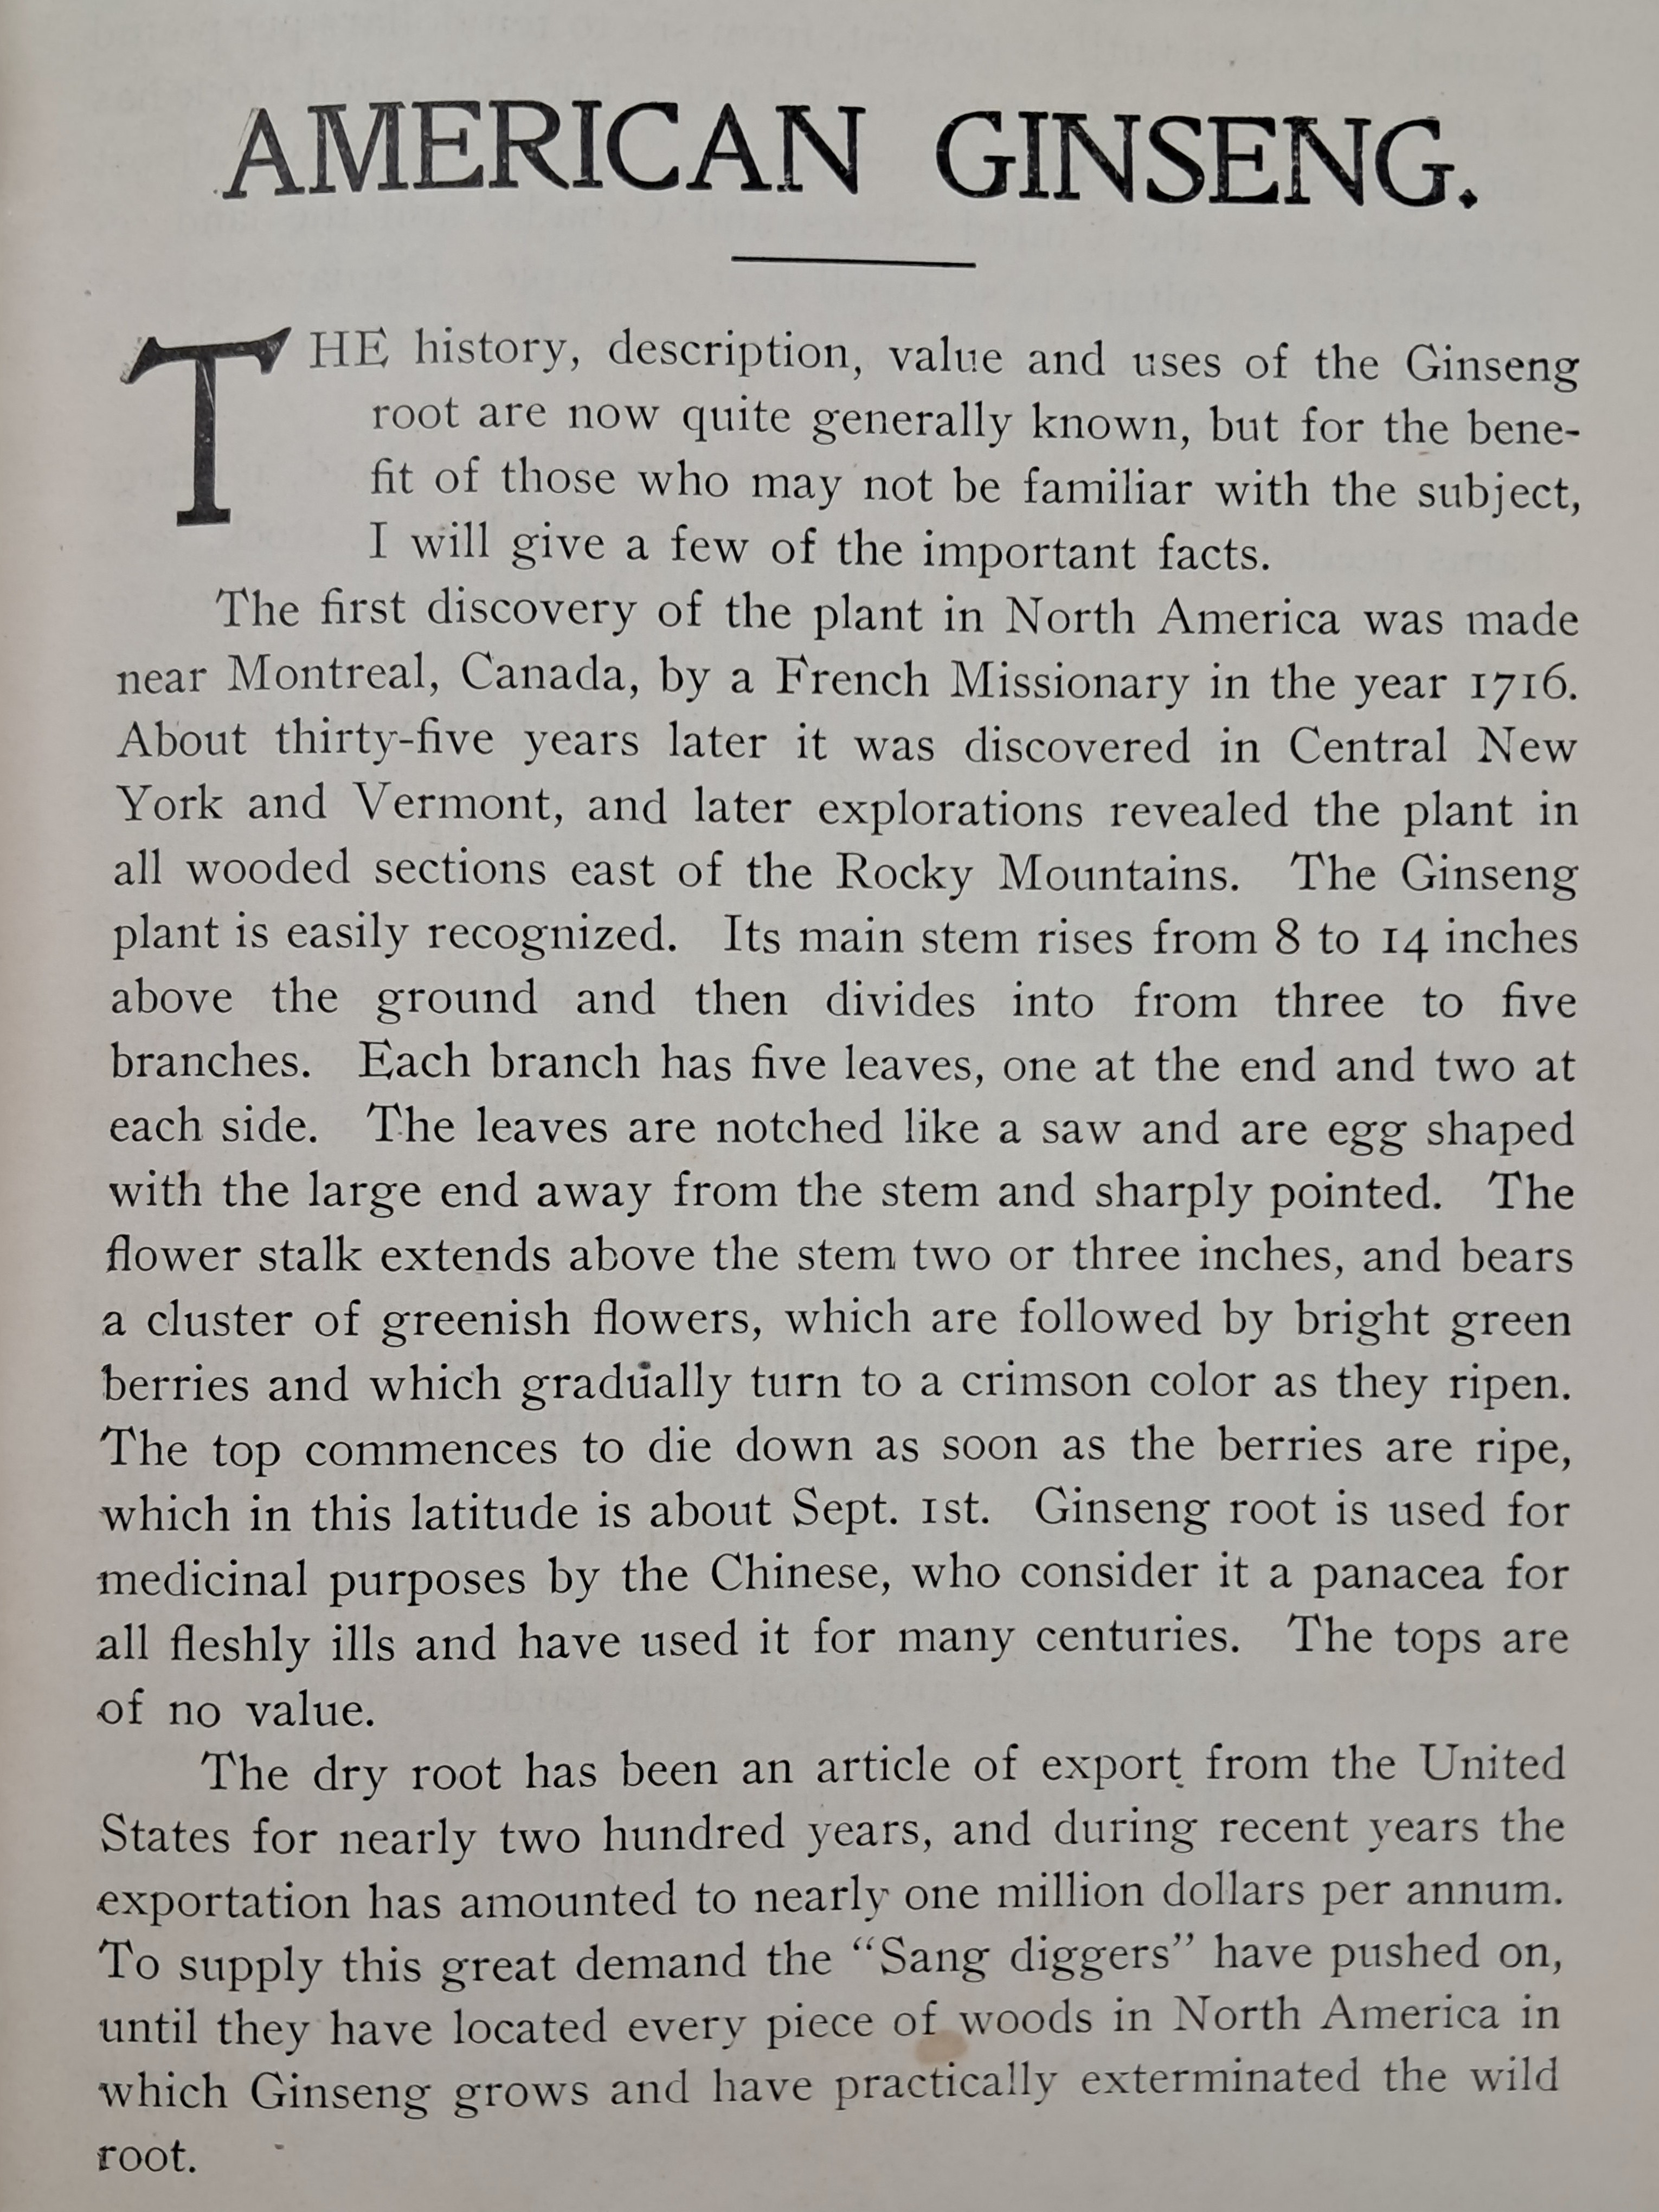 AMERICAN GINSENG.
THE history, description, value and uses of the Ginseng
root are now quite generally known, but for the bene-
fit of those who may not be familiar with the subject,
I will give a few of the important facts.
The first discovery of the plant in North America was made
near Montreal, Canada, by a French Missionary in the year 1716.
About thirty-five years later it was discovered in Central New
York and Vermont, and later explorations revealed the plant in
all wooded sections east of the Rocky Mountains. The Ginseng
plant is easily recognized. Its main stem rises from 8 to 14 inches
above the ground and then divides into from three to five
branches. Each branch has five leaves, one at the end and two at
each side. The leaves are notched like a saw and are egg shaped
with the large end away from the stem and sharply pointed. The
flower stalk extends above the stem two or three inches, and bears
a cluster of greenish flowers, which are followed by bright green
berries and which gradually turn to a crimson color as they ripen.
The top commences to die down as soon as the berries are ripe,
which in this latitude is about Sept. 1st. Ginseng root is used for
medicinal purposes by the Chinese, who consider it a panacea for
all fleshly ills and have used it for many centuries. The tops are
of no value.
The dry root has been an article of export from the United
States for nearly two hundred years, and during recent years the
exportation has amounted to nearly one million dollars per annum.
To supply this great demand the “Sang diggers” have pushed on,
until they have located every piece of woods in North America in
which Ginseng grows and have practically exterminated the wild
root.